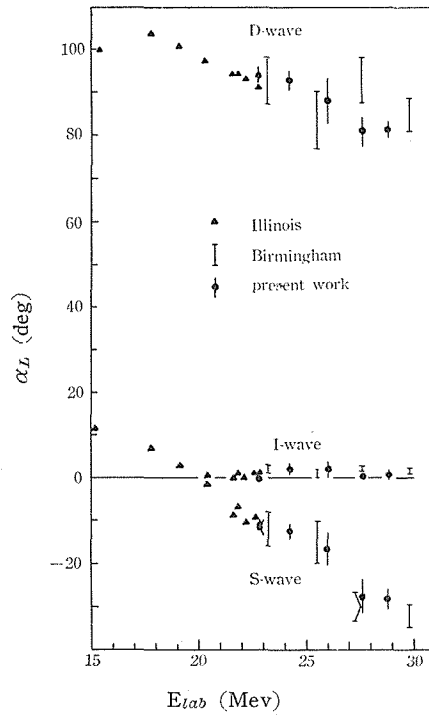 D-wave
100
80
60
Illinois
Birmingham
present work
40
20
I-wave
0
S-wave
−20
α_L (deg)
15
20
25
30
E_lab (Mev)